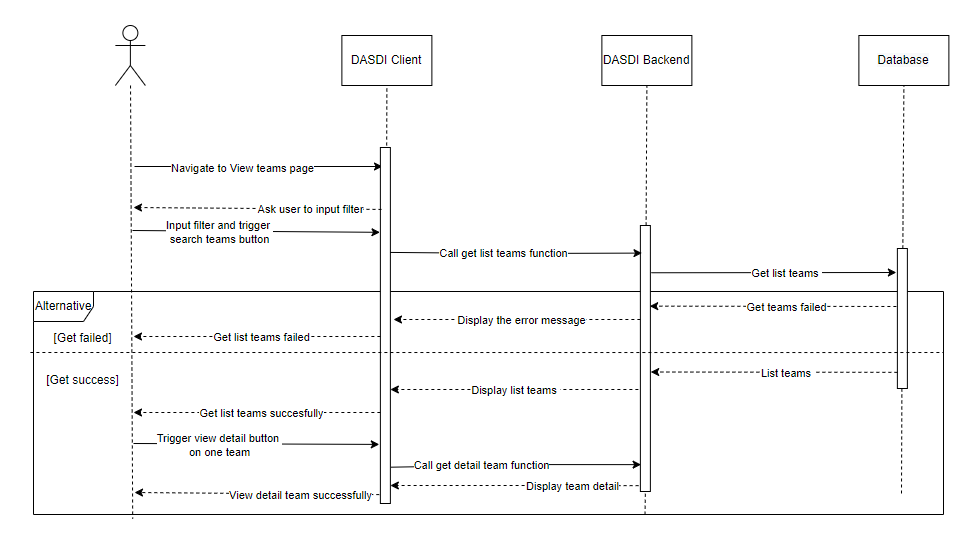 DASDI Client
DASDI Backend
Database
Navigate to View teams page
Ask user to input filter
Input filter and trigger
search teams button
Call get list teams function
Get list teams
Alternative
Get teams failed
Display the error message
[Get failed]
Get list teams failed
List teams
[Get success]
Display list teams
Get list teams succesfully
Trigger view detail button
on one team
Call get detail team function
Display team detail
View detail team successfully